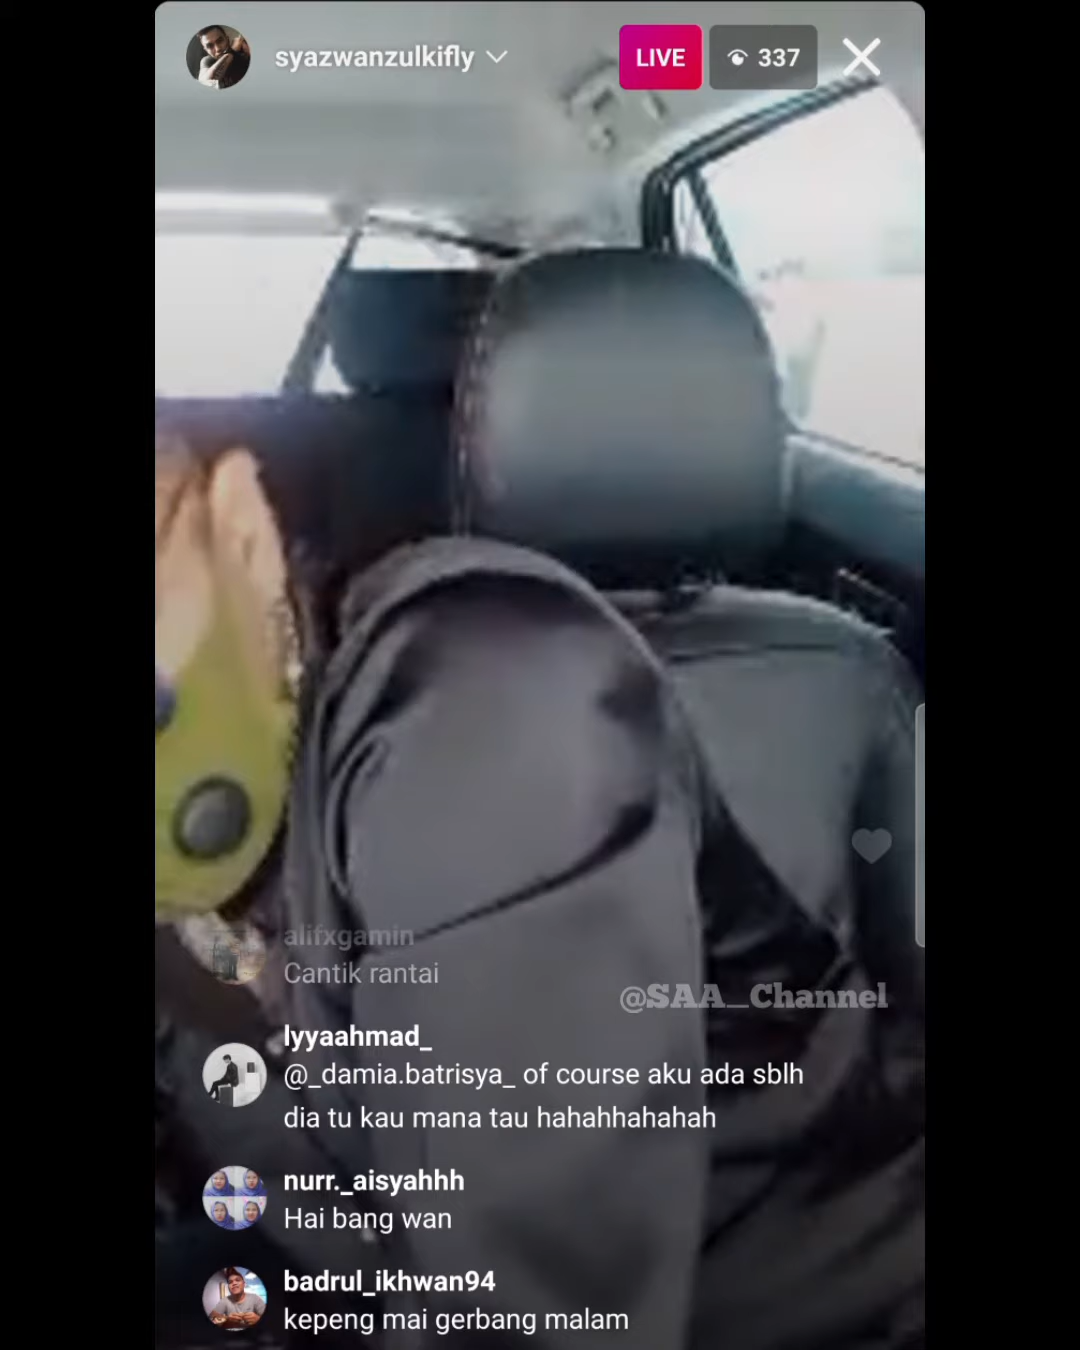 syazwanzulkifly
LIVE
337
alifxgamin
Cantik rantai
@SAA_Channel
lyyaahmad_
@_damia.batrisya_ of course aku ada sblh
dia tu kau mana tau hahahhahahah
nurr._aisyahhh
Hai bang wan
badrul_ikhwan94
kepeng mai gerbang malam